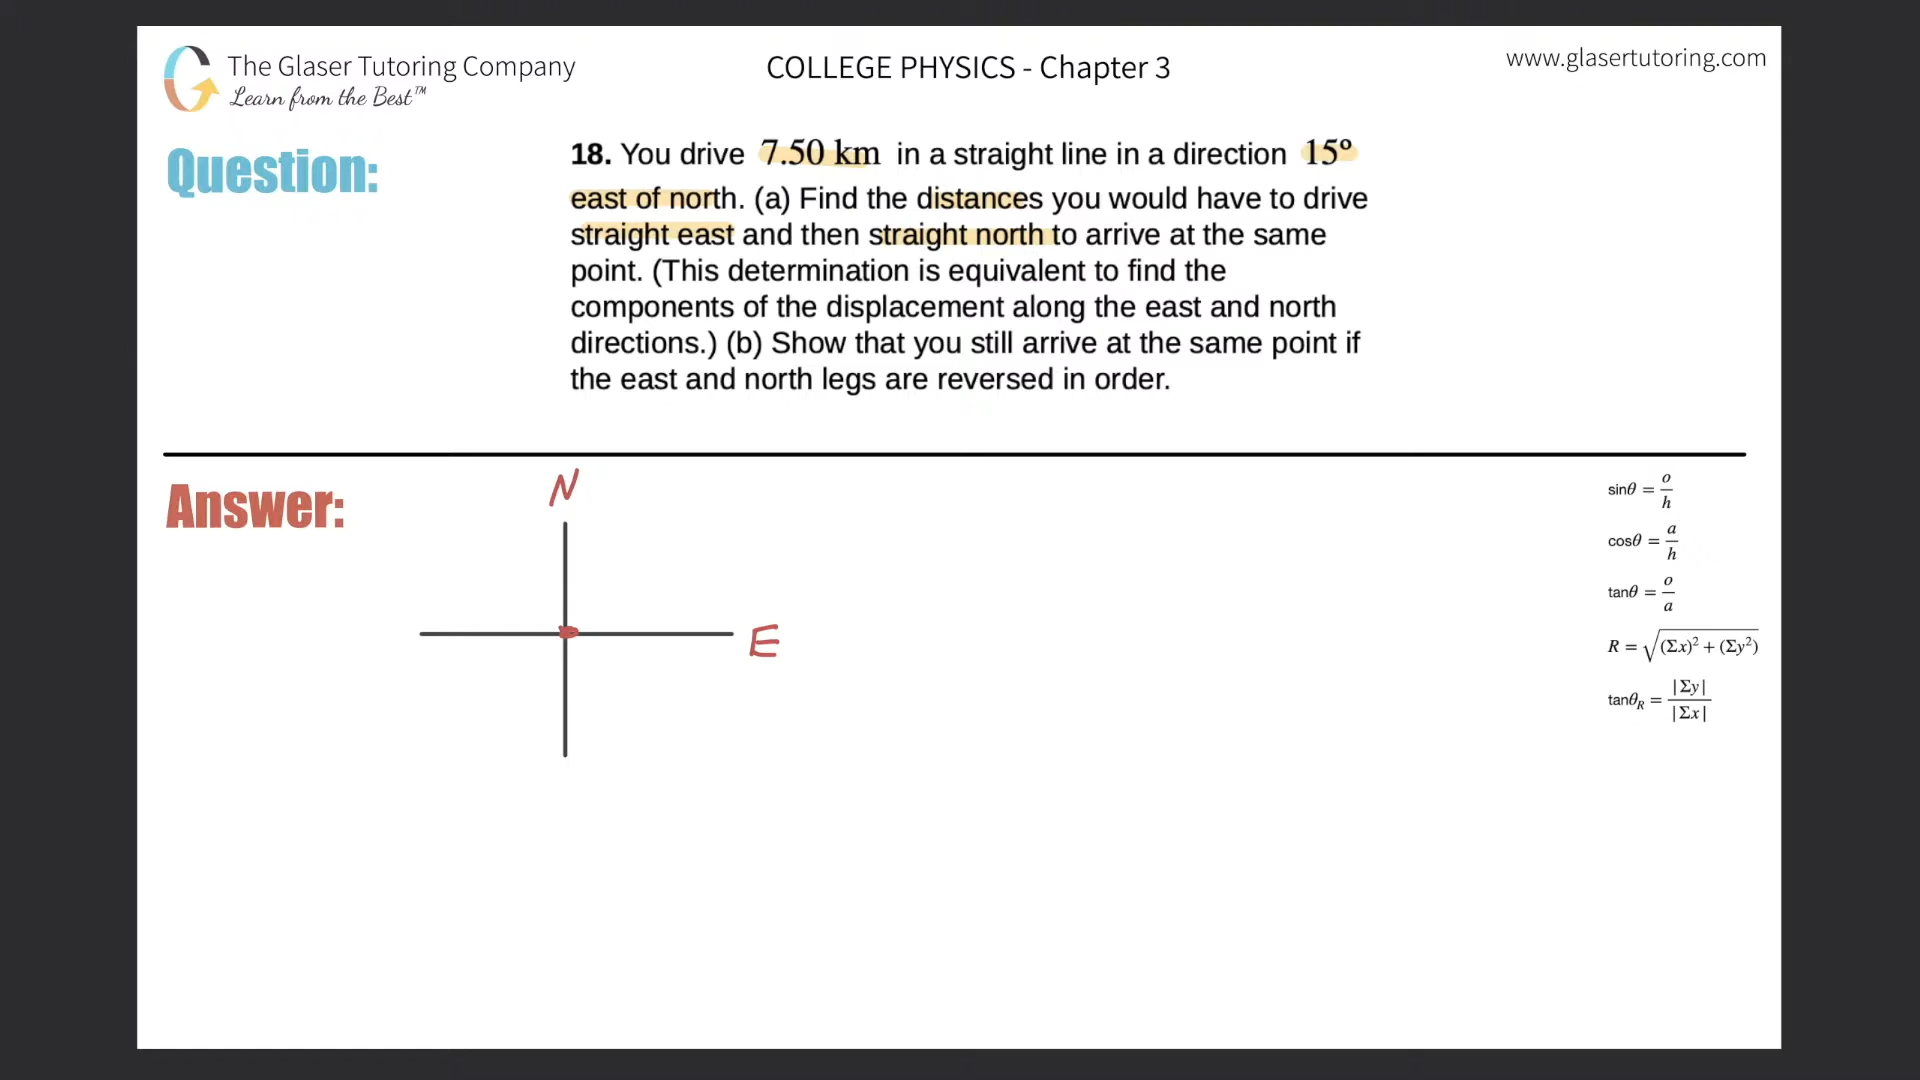 The Glaser Tutoring Company
Learn from the Best™
COLLEGE PHYSICS - Chapter 3
www.glasertutoring.com
Question:
18. You drive 7.50 km in a straight line in a direction 15º
east of north. (a) Find the distances you would have to drive
straight east and then straight north to arrive at the same
point. (This determination is equivalent to find the
components of the displacement along the east and north
directions.) (b) Show that you still arrive at the same point if
the east and north legs are reversed in order.
Answer:
N
E
sinθ = o/h
cosθ = a/h
tanθ = o/a
R = √((Σx)² + (Σy²)
tanθ_R = |Σy|/|Σx|